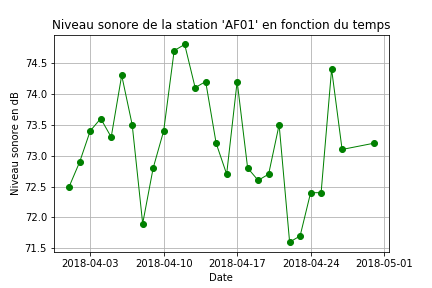 Niveau sonore de la station 'AF01' en fonction du temps
Niveau sonore en dB
74.5
74.0
73.5
73.0
72.5
72.0
71.5
2018-04-03 2018-04-10 2018-04-17 2018-04-24 2018-05-01
Date